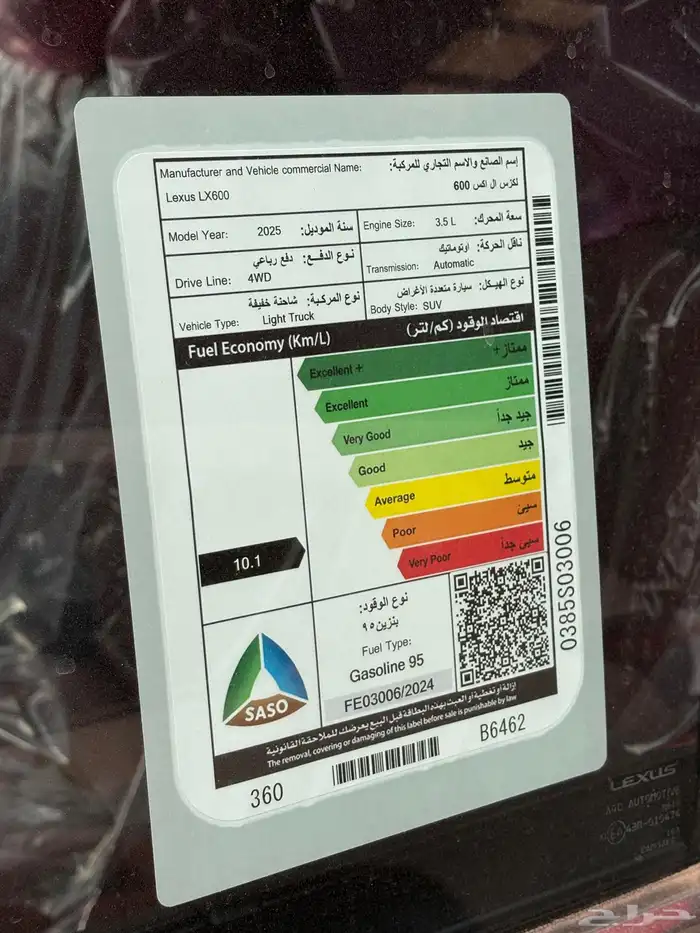 Manufacturer and Vehicle commercial Name: إسم الصانع والاسم التجاري للمركبة:
Lexus LX600 لكزس ال اكس 600
Model Year: 2025 سنة الموديل:
Engine Size: 3.5 L سعة المحرك:
نوع الدفع: دفع رباعي
Drive Line: 4WD
ناقل الحركة: اوتوماتيك
Transmission: Automatic
نوع المركبة: شاحنة خفيفة
Vehicle Type: Light Truck
نوع الهيكل: سيارة متعددة الأغراض
Body Style: SUV
Fuel Economy (Km/L) اقتصاد الوقود (كم/لتر)
Excellent + ممتاز +
Excellent ممتاز
Very Good جيد جداً
Good جيد
Average متوسط
Poor سيئ
Very Poor سيئ جداً
10.1
نوع الوقود:
بنزين ٩٥
Fuel Type:
Gasoline 95
FE03006/2024
SASO
إزالة أو تغطية أو العبث بهذه البطاقة قبل البيع يعرضك للملاحقة القانونية
The removal, covering or damaging of this label before sale is punishable by law
360
B6462
0385S03006
LEXUS
AGC AUTOMOTIVE
حراج